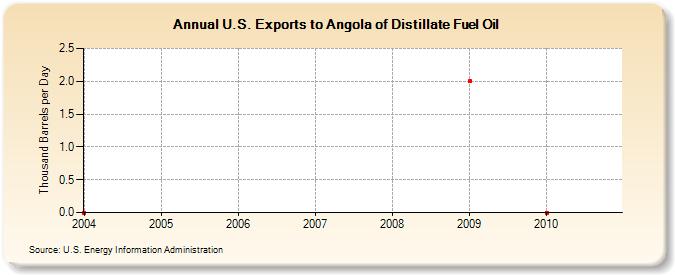 Annual U.S. Exports to Angola of Distillate Fuel Oil
Thousand Barrels per Day
2.5
2.0
1.5
1.0
0.5
0.0
2004 2005 2006 2007 2008 2009 2010
Source: U.S. Energy Information Administration